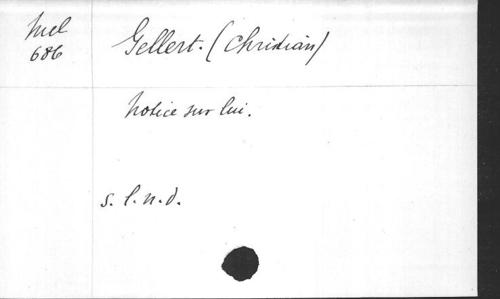 Mel
686
Gellert. (Christian)
Notice sur lui.
s. l. n. d.